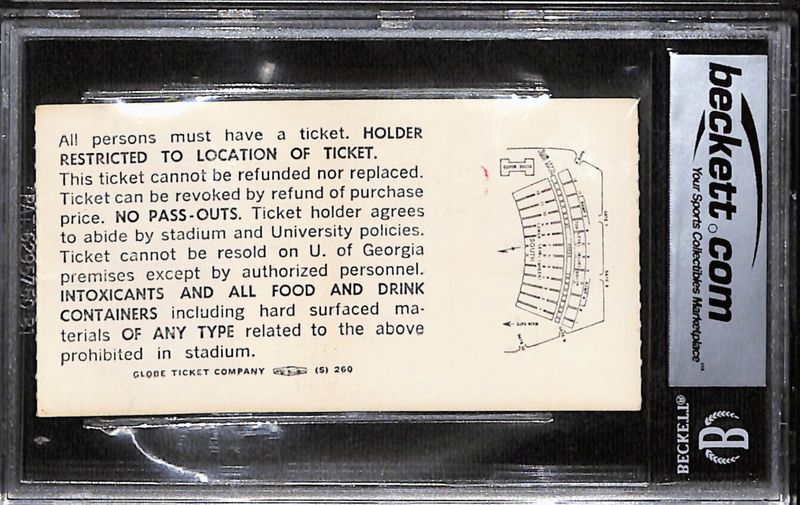 All persons must have a ticket. HOLDER
RESTRICTED TO LOCATION OF TICKET.
This ticket cannot be refunded nor replaced.
Ticket can be revoked by refund of purchase
price. NO PASS-OUTS. Ticket holder agrees
to abide by stadium and University policies.
Ticket cannot be resold on U. of Georgia
premises except by authorized personnel.
INTOXICANTS AND ALL FOOD AND DRINK
CONTAINERS including hard surfaced ma-
terials OF ANY TYPE related to the above
prohibited in stadium.
GLOBE TICKET COMPANY (S) 260
SOUTH
beckett.com
Your Sports Collectibles Marketplace™
BECKETT®
B